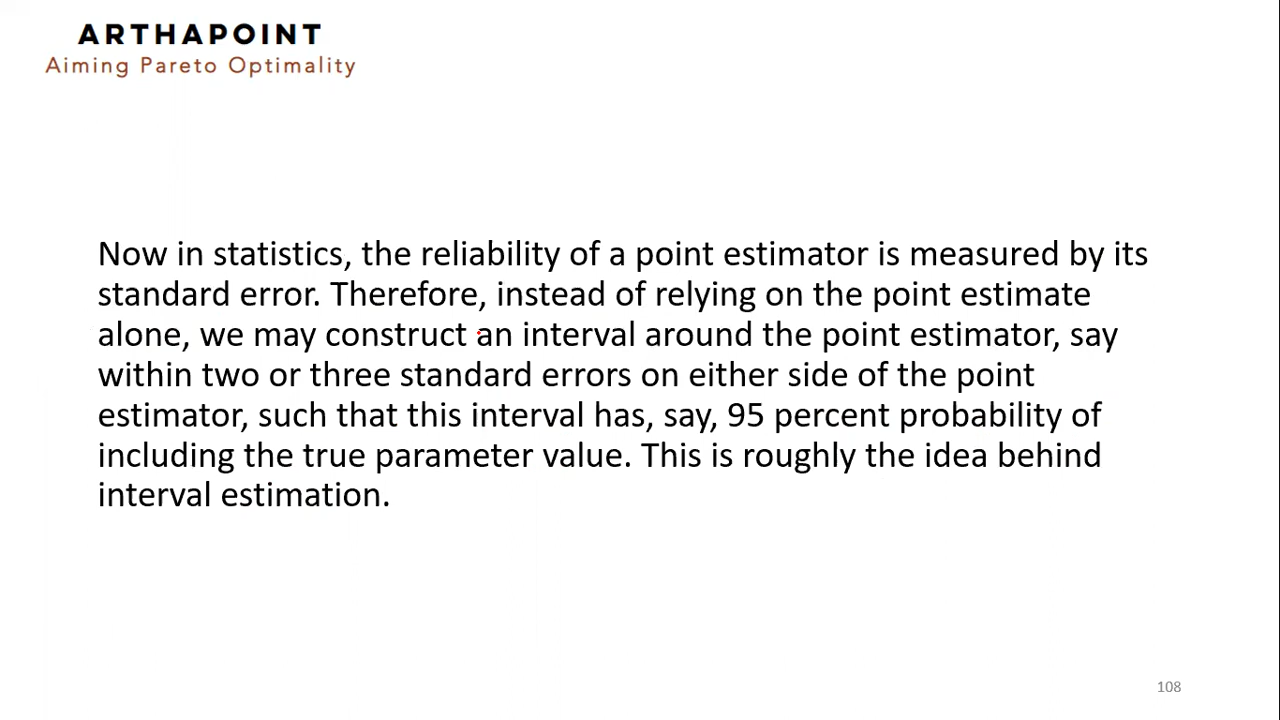 ARTHAPOINT
Aiming Pareto Optimality
Now in statistics, the reliability of a point estimator is measured by its
standard error. Therefore, instead of relying on the point estimate
alone, we may construct an interval around the point estimator, say
within two or three standard errors on either side of the point
estimator, such that this interval has, say, 95 percent probability of
including the true parameter value. This is roughly the idea behind
interval estimation.
108